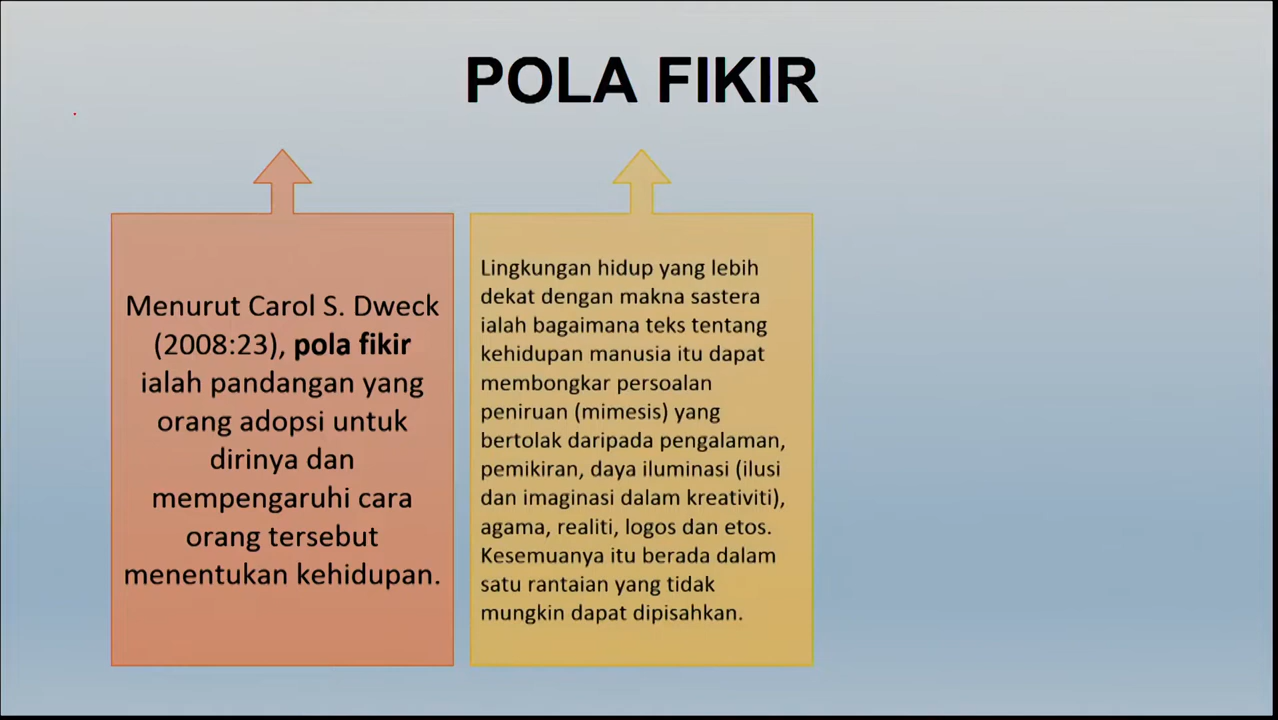 POLA FIKIR
Menurut Carol S. Dweck
(2008:23), pola fikir
ialah pandangan yang
orang adopsi untuk
dirinya dan
mempengaruhi cara
orang tersebut
menentukan kehidupan.
Lingkungan hidup yang lebih
dekat dengan makna sastera
ialah bagaimana teks tentang
kehidupan manusia itu dapat
membongkar persoalan
peniruan (mimesis) yang
bertolak daripada pengalaman,
pemikiran, daya iluminasi (ilusi
dan imaginasi dalam kreativiti),
agama, realiti, logos dan etos.
Kesemuanya itu berada dalam
satu rantaian yang tidak
mungkin dapat dipisahkan.